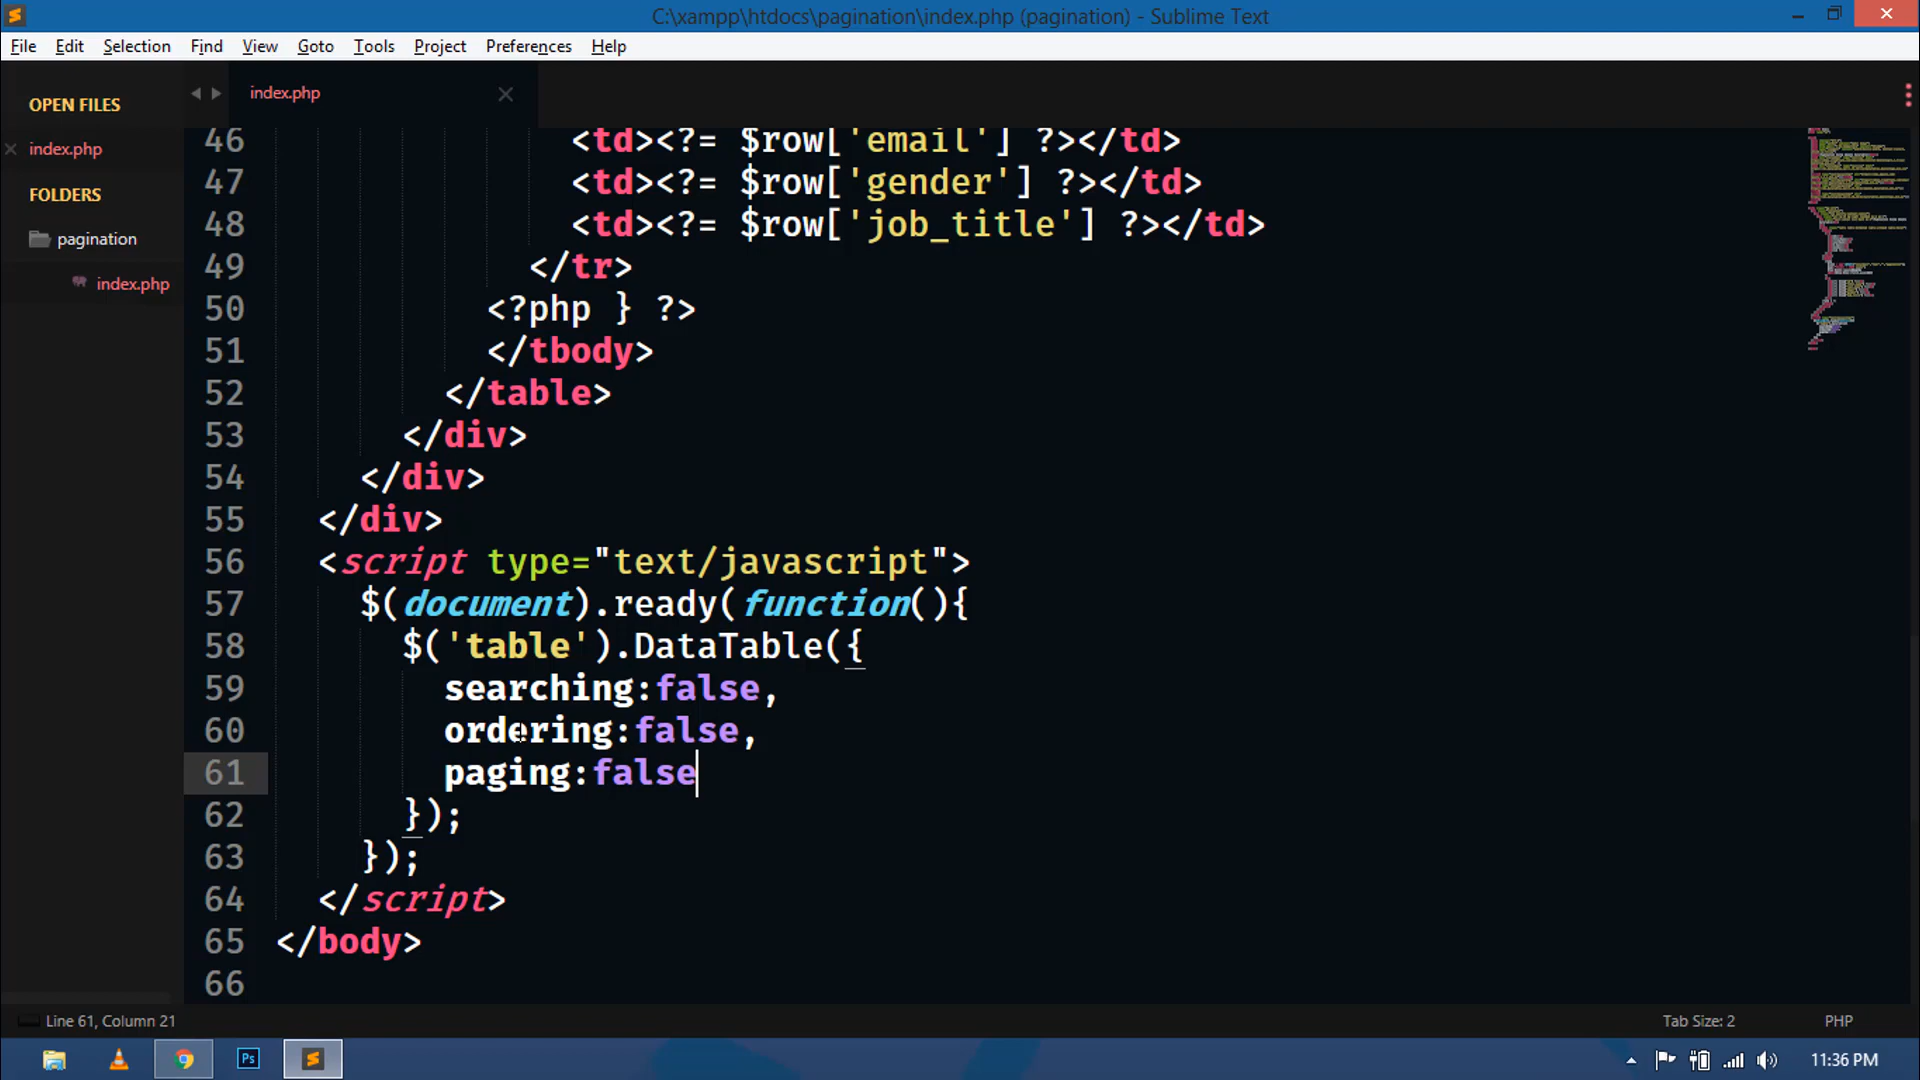 C:\xampp\htdocs\pagination\index.php (pagination) - Sublime Text
File Edit Selection Find View Goto Tools Project Preferences Help
OPEN FILES
index.php
FOLDERS
pagination
index.php
index.php
46 <td><?= $row['email'] ?></td>
47 <td><?= $row['gender'] ?></td>
48 <td><?= $row['job_title'] ?></td>
49 </tr>
50 <?php } ?>
51 </tbody>
52 </table>
53 </div>
54 </div>
55 </div>
56 <script type="text/javascript">
57 $(document).ready(function(){
58 $('table').DataTable({
59 searching:false,
60 ordering:false,
61 paging:false
62 });
63 });
64 </script>
65 </body>
66
Line 61, Column 21 Tab Size: 2 PHP
Ps S 11:36 PM